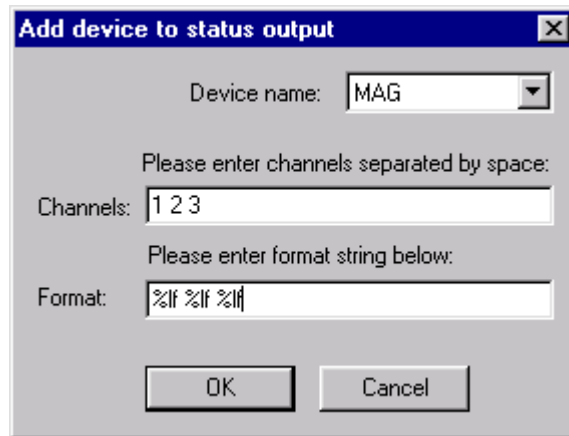 Add device to status output
Device name: MAG
Please enter channels separated by space:
Channels: 1 2 3
Please enter format string below:
Format: %lf %lf %lf
OK Cancel